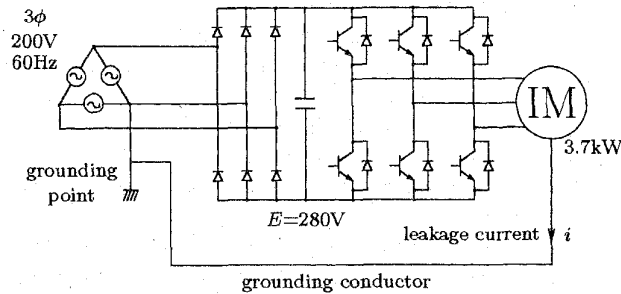 3ϕ
200V
60Hz
IM
3.7kW
grounding
point
E=280V
leakage current
i
grounding conductor